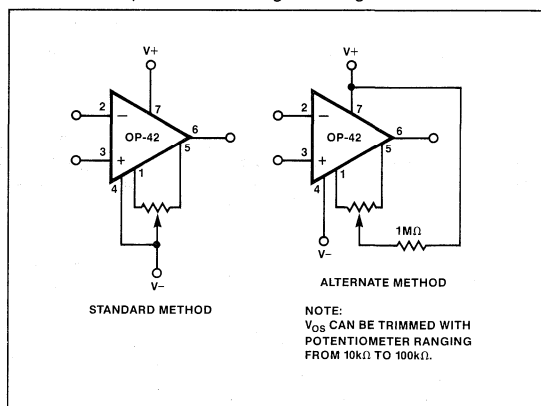 V+
2
7
OP-42
6
3
5
4
1
V-
STANDARD METHOD
V+
2
7
OP-42
6
3
5
4
1
V-
1MΩ
ALTERNATE METHOD
NOTE:
VOS CAN BE TRIMMED WITH
POTENTIOMETER RANGING
FROM 10kΩ TO 100kΩ.